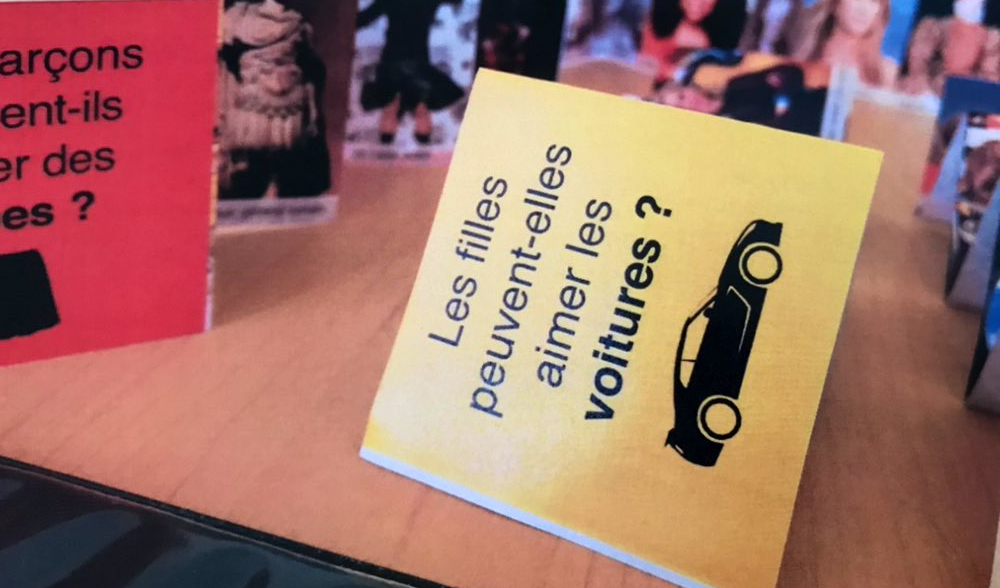 arçons
ent-ils
er des
es ?
Les filles
peuvent-elles
aimer les
voitures ?